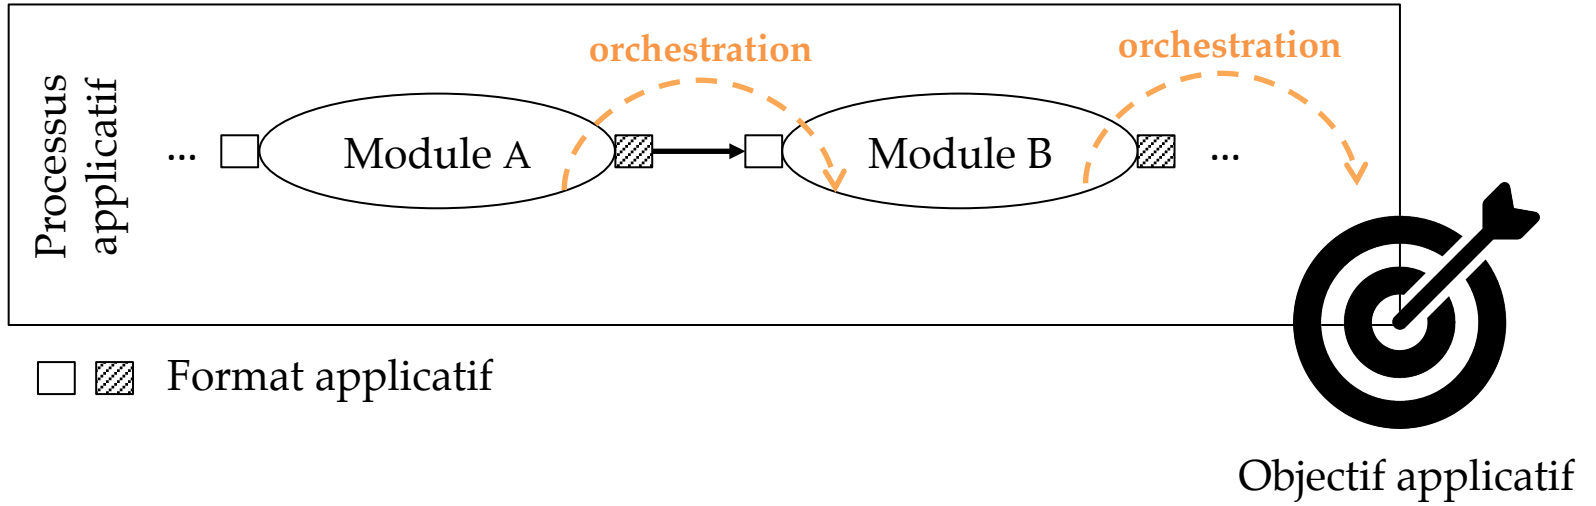 orchestration
orchestration
Processus
applicatif
...
Module A
Module B
...
Format applicatif
Objectif applicatif